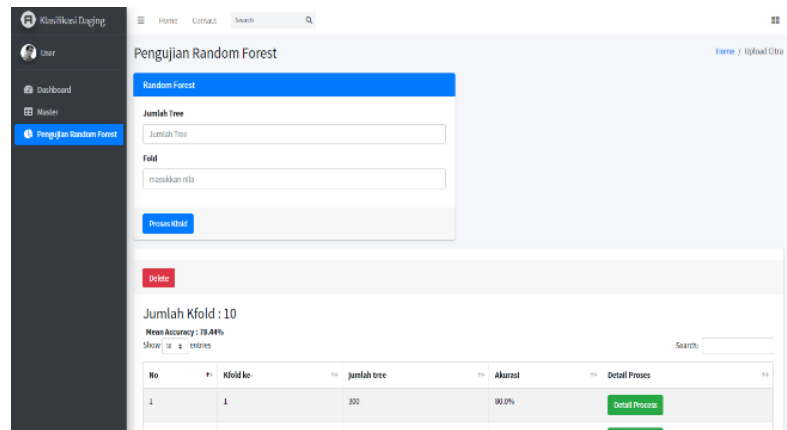 Klasifikasi Daging
Home Contact Search
User
Dashboard
Master
Pengujian Random Forest
Pengujian Random Forest
Home / Upload Citra
Random Forest
Jumlah Tree
Jumlah Tree
Fold
masukkan nila
Proses Kfold
Delete
Jumlah Kfold : 10
Mean Accuracy : 78.44%
Show 10 entries
Search:
No Kfold ke- Jumlah tree Akurasi Detail Proses
1 1 300 80.0% Detail Process